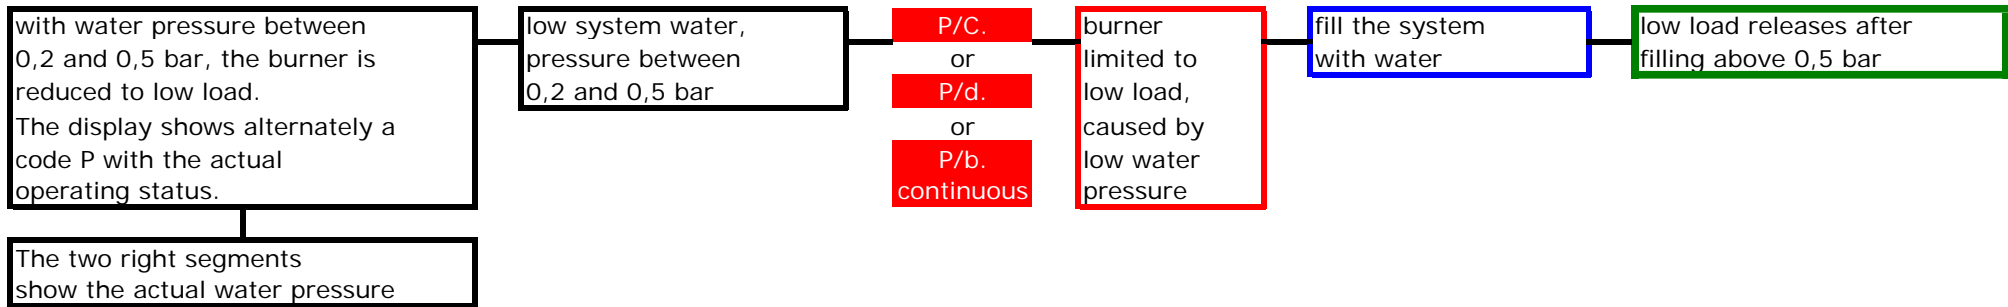 with water pressure between
0,2 and 0,5 bar, the burner is
reduced to low load.
The display shows alternately a
code P with the actual
operating status.
low system water,
pressure between
0,2 and 0,5 bar
P/C.
or
P/d.
or
P/b.
continuous
burner
limited to
low load,
caused by
low water
pressure
fill the system
with water
low load releases after
filling above 0,5 bar
The two right segments
show the actual water pressure